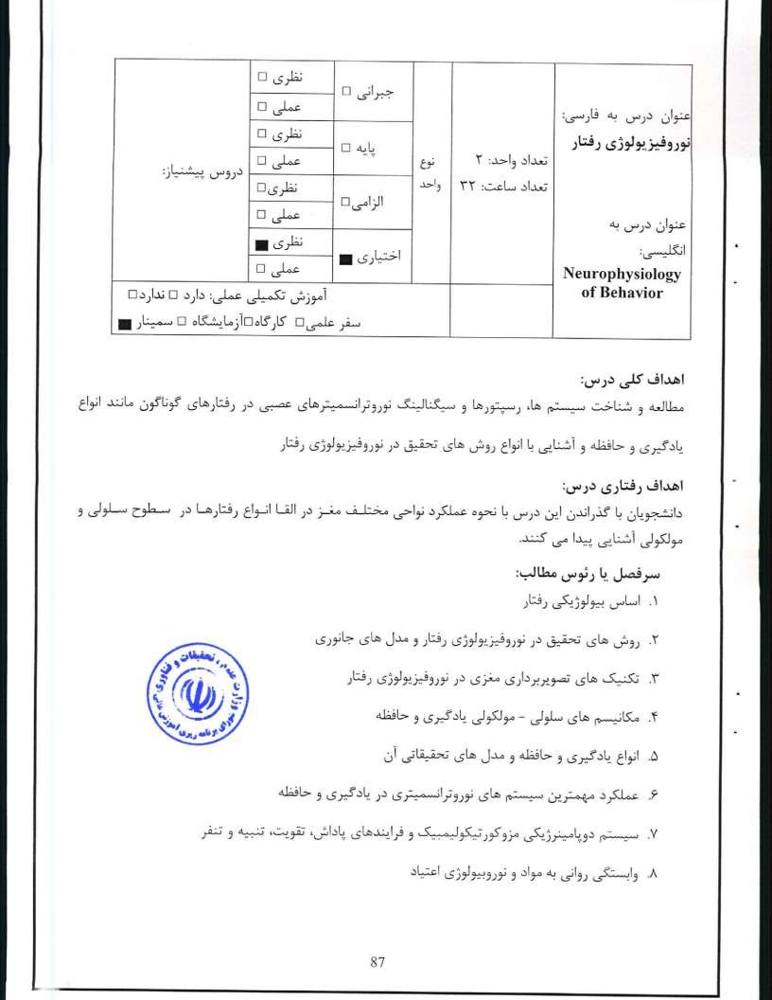 عنوان درس به فارسی:
نوروفیزیولوژی رفتار
عنوان درس به
انگلیسی:
Neurophysiology
of Behavior
تعداد واحد: ۲
تعداد ساعت: ۳۲
نوع
واحد
جبرانی □
نظری □
عملی □
پایه □
نظری □
عملی □
الزامی□
نظری□
عملی □
اختیاری ■
نظری ■
عملی □
دروس پیشنیاز:
آموزش تکمیلی عملی: دارد □ ندارد□
سفر علمی□ کارگاه□آزمایشگاه □ سمینار ■
اهداف کلی درس:
مطالعه و شناخت سیستم ها، رسپتورها و سیگنالینگ نوروترانسمیترهای عصبی در رفتارهای گوناگون مانند انواع
یادگیری و حافظه و آشنایی با انواع روش های تحقیق در نوروفیزیولوژی رفتار
اهداف رفتاری درس:
دانشجویان با گذراندن این درس با نحوه عملکرد نواحی مختلف مغز در القا انواع رفتارها در سطوح سلولی و
مولکولی آشنایی پیدا می کنند.
سرفصل یا رئوس مطالب:
۱. اساس بیولوژیکی رفتار
۲. روش های تحقیق در نوروفیزیولوژی رفتار و مدل های جانوری
۳. تکنیک های تصویربرداری مغزی در نوروفیزیولوژی رفتار
۴. مکانیسم های سلولی - مولکولی یادگیری و حافظه
۵. انواع یادگیری و حافظه و مدل های تحقیقاتی آن
۶. عملکرد مهمترین سیستم های نوروترانسمیتری در یادگیری و حافظه
۷. سیستم دوپامینرژیکی مزوکورتیکولیمبیک و فرایندهای پاداش، تقویت، تنبیه و تنفر
۸. وابستگی روانی به مواد و نوروبیولوژی اعتیاد
وزارت علوم، تحقیقات و فناوری
شورای برنامه ریزی آموزش عالی
87